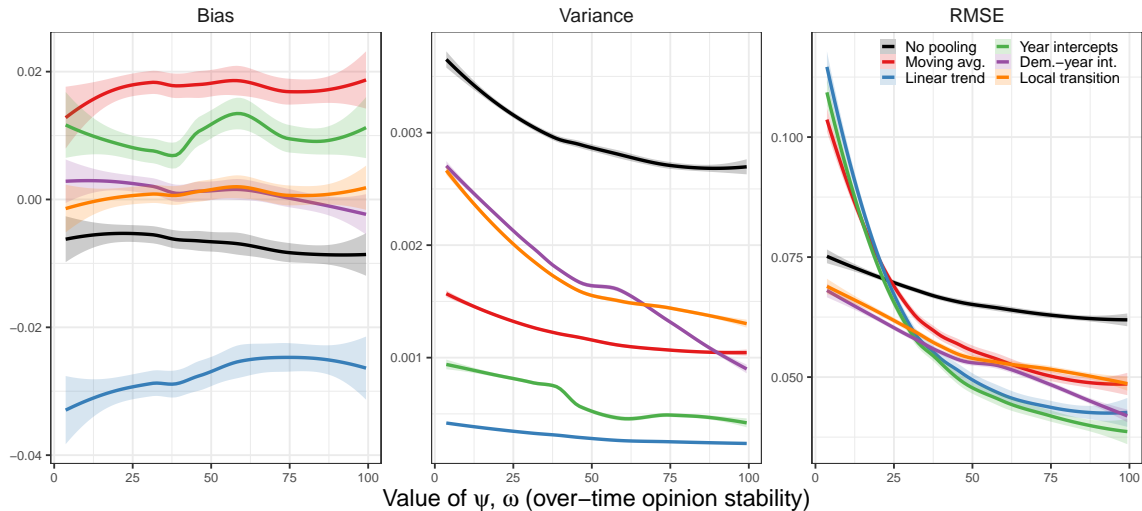 Bias
Variance
RMSE
No pooling
Moving avg.
Linear trend
Year intercepts
Dem.−year int.
Local transition
0.02
0.00
−0.02
−0.04
0.003
0.002
0.001
0.100
0.075
0.050
0 25 50 75 100
0 25 50 75 100
0 25 50 75 100
Value of ψ, ω (over−time opinion stability)